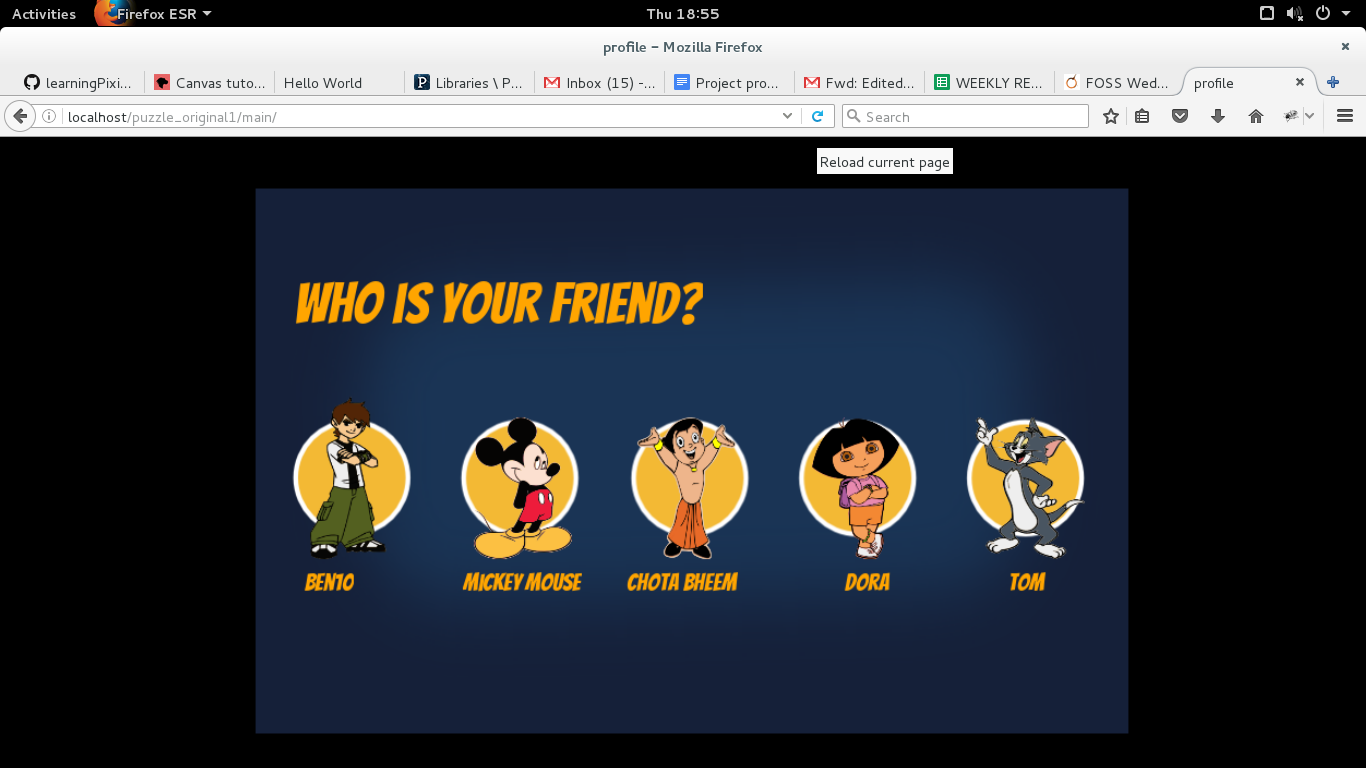 Activities Firefox ESR Thu 18:55
profile – Mozilla Firefox
learningPixi... Canvas tuto... Hello World Libraries \ P... Inbox (15) -... Project pro... Fwd: Edited... WEEKLY RE... FOSS Wed... profile
localhost/puzzle_original1/main/ Search
Reload current page
WHO IS YOUR FRIEND?
BEN10 MICKEY MOUSE CHOTA BHEEM DORA TOM